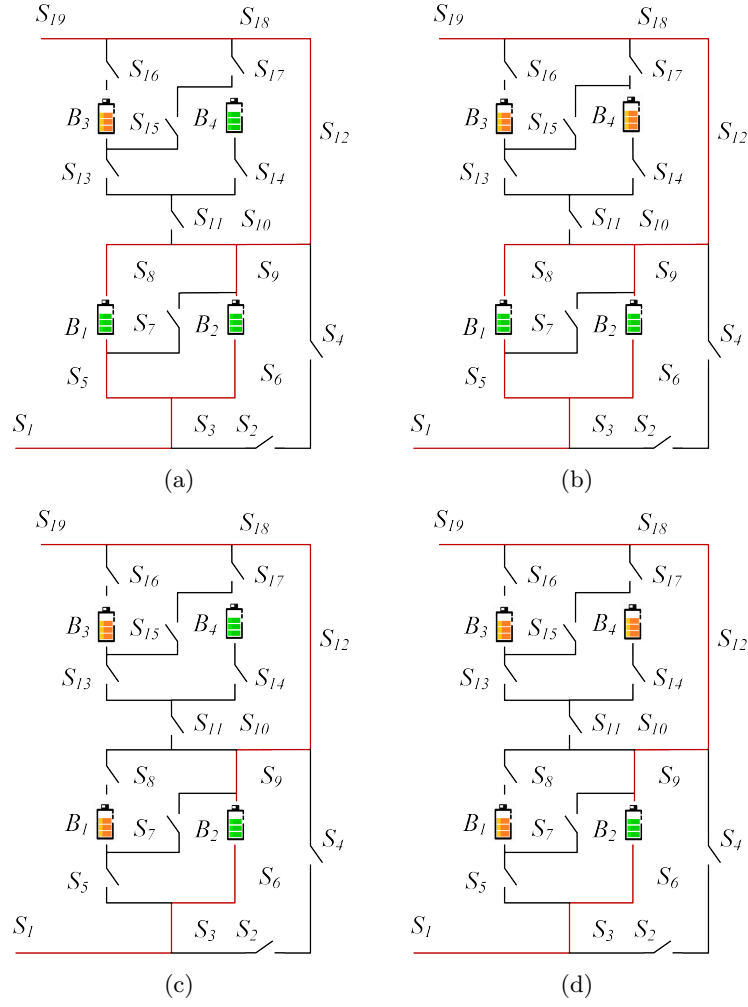 S19 S18 S19 S18
S16 S17 S16 S17
B3 S15 B4 S12 B3 S15 B4 S12
S13 S14 S13 S14
S11 S10 S11 S10
S8 S9 S8 S9
B1 S7 B2 S4 B1 S7 B2 S4
S5 S6 S5 S6
S1 S3 S2 S1 S3 S2
(a) (b)
S19 S18 S19 S18
S16 S17 S16 S17
B3 S15 B4 S12 B3 S15 B4 S12
S13 S14 S13 S14
S11 S10 S11 S10
S8 S9 S8 S9
B1 S7 B2 S4 B1 S7 B2 S4
S5 S6 S5 S6
S1 S3 S2 S1 S3 S2
(c) (d)